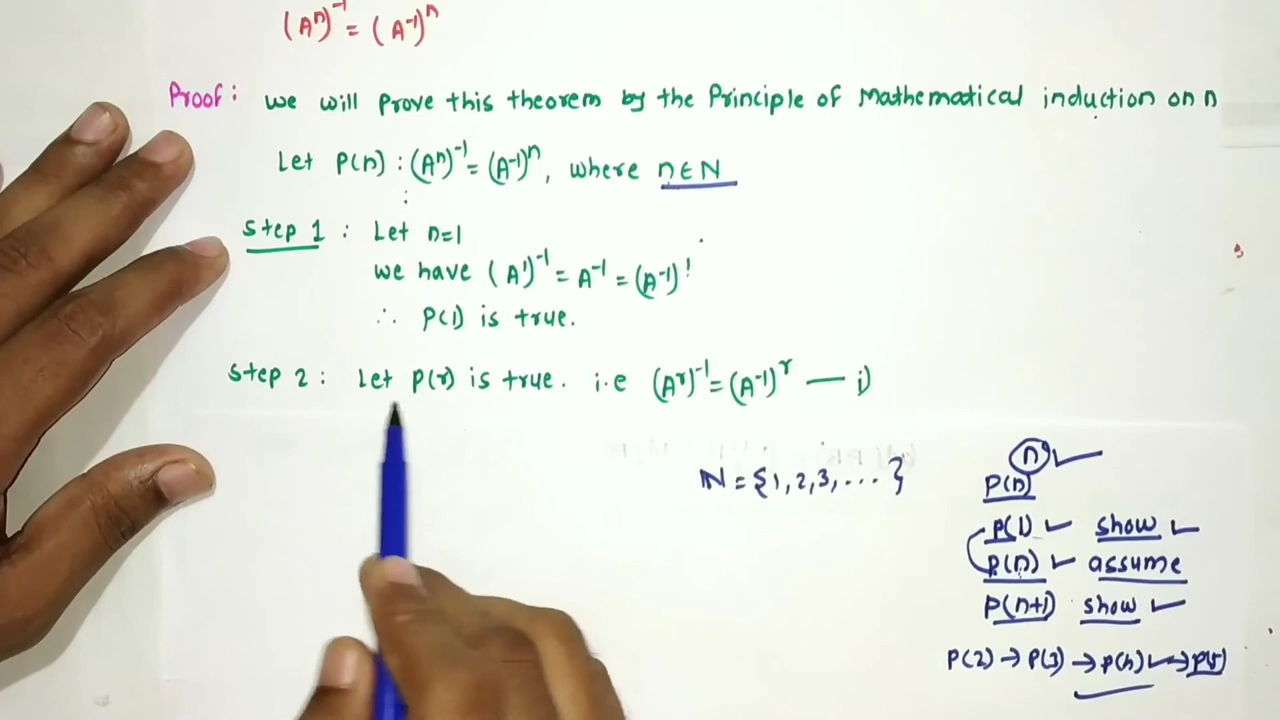 (Aⁿ)⁻¹ = (A⁻¹)ⁿ
Proof: we will prove this theorem by the Principle of Mathematical induction on n
Let P(n) : (Aⁿ)⁻¹ = (A⁻¹)ⁿ, where n∈N
Step 1 : Let n=1
we have (A¹)⁻¹ = A⁻¹ = (A⁻¹)¹
∴ P(1) is true.
Step 2 : Let P(r) is true. i.e (Aʳ)⁻¹ = (A⁻¹)ʳ — i)
N = {1, 2, 3, ... }
n ✓
P(n)
P(1) ✓ show ✓
P(n) ✓ assume
P(n+1) show ✓
P(2) → P(3) → P(4) ✓ → P(5)